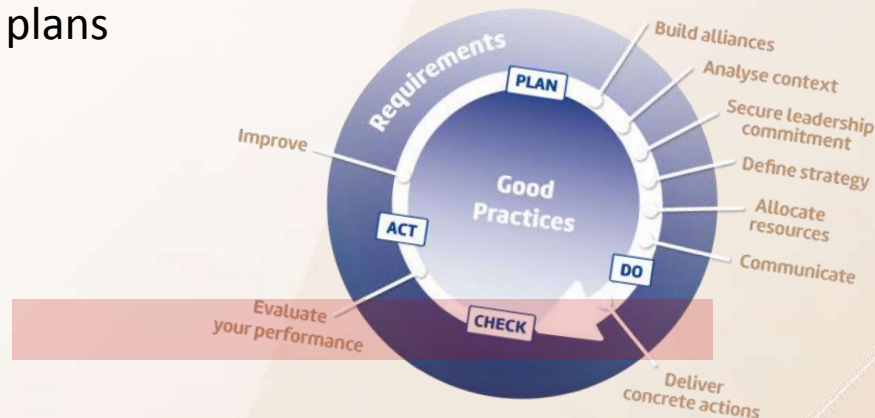 plans
Requirements
PLAN
Build alliances
Analyse context
Secure leadership
commitment
Define strategy
Allocate
resources
Communicate
DO
Deliver
concrete actions
CHECK
Evaluate
your performance
ACT
Improve
Good
Practices